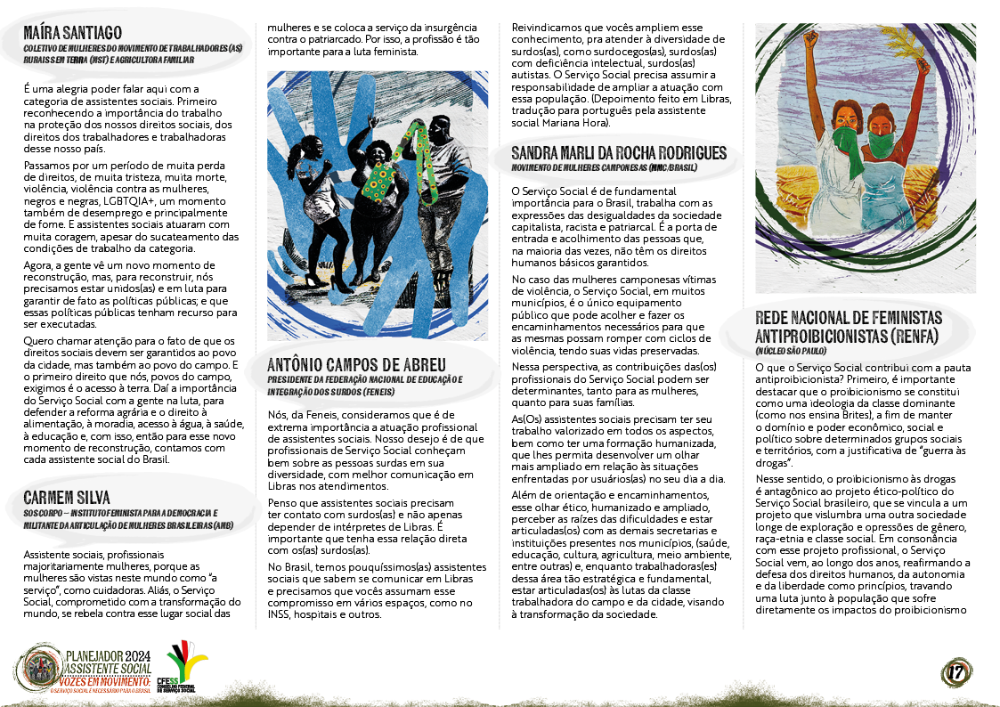 MAÍRA SANTIAGO
COLETIVO DE MULHERES DO MOVIMENTO DE TRABALHADORES(AS)
RURAIS SEM TERRA (MST) E AGRICULTORA FAMILIAR
É uma alegria poder falar aqui com a
categoria de assistentes sociais. Primeiro
reconhecendo a importância do trabalho
na proteção dos nossos direitos sociais, dos
direitos dos trabalhadores e trabalhadoras
desse nosso país.
Passamos por um período de muita perda
de direitos, de muita tristeza, muita morte,
violência, violência contra as mulheres,
negros e negras, LGBTQIA+, um momento
também de desemprego e principalmente
de fome. E assistentes sociais atuaram com
muita coragem, apesar do sucateamento das
condições de trabalho da categoria.
Agora, a gente vê um novo momento de
reconstrução, mas, para reconstruir, nós
precisamos estar unidos(as) e em luta para
garantir de fato as políticas públicas; e que
essas políticas públicas tenham recurso para
ser executadas.
Quero chamar atenção para o fato de que os
direitos sociais devem ser garantidos ao povo
da cidade, mas também ao povo do campo. E
o primeiro direito que nós, povos do campo,
exigimos é o acesso à terra. Daí a importância
do Serviço Social com a gente na luta, para
defender a reforma agrária e o direito à
alimentação, à moradia, acesso à água, à saúde,
à educação e, com isso, então para esse novo
momento de reconstrução, contamos com
cada assistente social do Brasil.
CARMEM SILVA
SOS CORPO – INSTITUTO FEMINISTA PARA A DEMOCRACIA E
MILITANTE DA ARTICULAÇÃO DE MULHERES BRASILEIRAS (AMB)
Assistente sociais, profissionais
majoritariamente mulheres, porque as
mulheres são vistas neste mundo como "a
serviço", como cuidadoras. Aliás, o Serviço
Social, comprometido com a transformação do
mundo, se rebela contra esse lugar social das
mulheres e se coloca a serviço da insurgência
contra o patriarcado. Por isso, a profissão é tão
importante para a luta feminista.
ANTÔNIO CAMPOS DE ABREU
PRESIDENTE DA FEDERAÇÃO NACIONAL DE EDUCAÇÃO E
INTEGRAÇÃO DOS SURDOS (FENEIS)
Nós, da Feneis, consideramos que é de
extrema importância a atuação profissional
de assistentes sociais. Nosso desejo é de que
profissionais de Serviço Social conheçam
bem sobre as pessoas surdas em sua
diversidade, com melhor comunicação em
Libras nos atendimentos.
Penso que assistentes sociais precisam
ter contato com surdos(as) e não apenas
depender de intérpretes de Libras. É
importante que tenha essa relação direta
com os(as) surdos(as).
No Brasil, temos pouquíssimos(as) assistentes
sociais que sabem se comunicar em Libras
e precisamos que vocês assumam esse
compromisso em vários espaços, como no
INSS, hospitais e outros.
Reivindicamos que vocês ampliem esse
conhecimento, pra atender à diversidade de
surdos(as), como surdocegos(as), surdos(as)
com deficiência intelectual, surdos(as)
autistas. O Serviço Social precisa assumir a
responsabilidade de ampliar a atuação com
essa população. (Depoimento feito em Libras,
tradução para português pela assistente
social Mariana Hora).
SANDRA MARLI DA ROCHA RODRIGUES
MOVIMENTO DE MULHERES CAMPONESAS (MMC/BRASIL)
O Serviço Social é de fundamental
importância para o Brasil, trabalha com as
expressões das desigualdades da sociedade
capitalista, racista e patriarcal. É a porta de
entrada e acolhimento das pessoas que,
na maioria das vezes, não têm os direitos
humanos básicos garantidos.
No caso das mulheres camponesas vítimas
de violência, o Serviço Social, em muitos
municípios, é o único equipamento
público que pode acolher e fazer os
encaminhamentos necessários para que
as mesmas possam romper com ciclos de
violência, tendo suas vidas preservadas.
Nessa perspectiva, as contribuições das(os)
profissionais do Serviço Social podem ser
determinantes, tanto para as mulheres,
quanto para suas famílias.
As(Os) assistentes sociais precisam ter seu
trabalho valorizado em todos os aspectos,
bem como ter uma formação humanizada,
que lhes permita desenvolver um olhar
mais ampliado em relação às situações
enfrentadas por usuários(as) no seu dia a dia.
Além de orientação e encaminhamentos,
esse olhar ético, humanizado e ampliado,
perceber as raízes das dificuldades e estar
articuladas(os) com as demais secretarias e
instituições presentes nos municípios, (saúde,
educação, cultura, agricultura, meio ambiente,
entre outras) e, enquanto trabalhadoras(es)
dessa área tão estratégica e fundamental,
estar articuladas(os) às lutas da classe
trabalhadora do campo e da cidade, visando
à transformação da sociedade.
REDE NACIONAL DE FEMINISTAS
ANTIPROIBICIONISTAS (RENFA)
(NÚCLEO SÃO PAULO)
O que o Serviço Social contribui com a pauta
antiproibicionista? Primeiro, é importante
destacar que o proibicionismo se constitui
como uma ideologia da classe dominante
(como nos ensina Brites), a fim de manter
o domínio e poder econômico, social e
político sobre determinados grupos sociais
e territórios, com a justificativa de "guerra às
drogas".
Nesse sentido, o proibicionismo às drogas
é antagônico ao projeto ético-político do
Serviço Social brasileiro, que se vincula a um
projeto que vislumbra uma outra sociedade
longe de exploração e opressões de gênero,
raça-etnia e classe social. Em consonância
com esse projeto profissional, o Serviço
Social vem, ao longo dos anos, reafirmando a
defesa dos direitos humanos, da autonomia
e da liberdade como princípios, travando
uma luta junto à população que sofre
diretamente os impactos do proibicionismo
PLANEJADOR 2024
ASSISTENTE SOCIAL
VOZES EM MOVIMENTO:
O SERVIÇO SOCIAL É NECESSÁRIO PARA O BRASIL
CFESS
CONSELHO FEDERAL
DE SERVIÇO SOCIAL
17